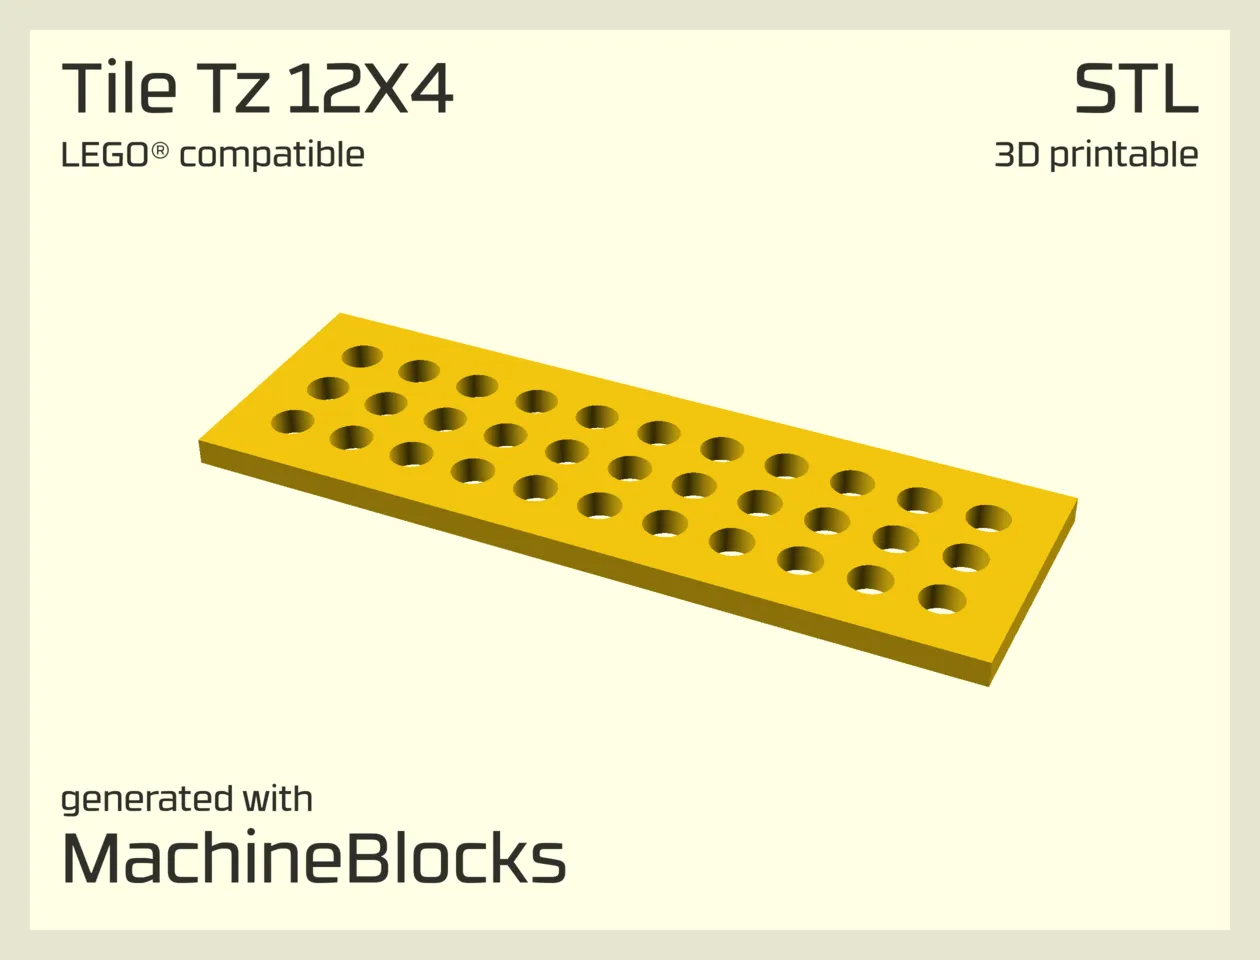 Tile Tz 12X4
LEGO® compatible
STL
3D printable
generated with
MachineBlocks